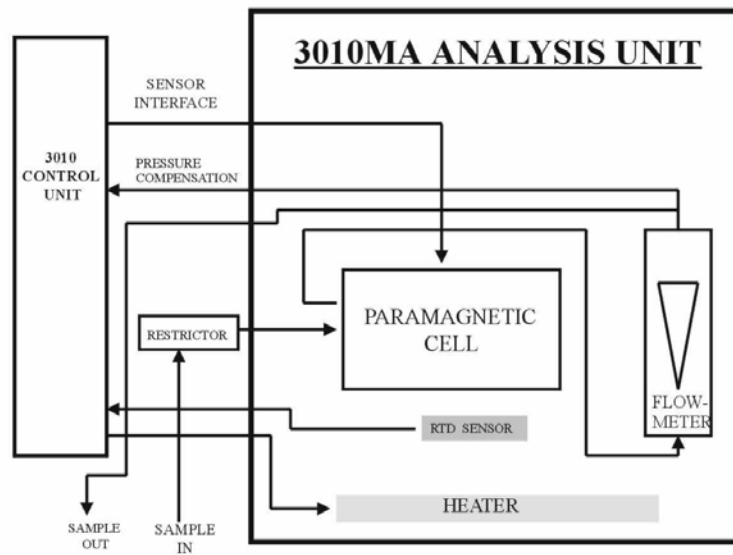 3010MA ANALYSIS UNIT
SENSOR
INTERFACE
3010
CONTROL
UNIT
PRESSURE
COMPENSATION
PARAMAGNETIC
CELL
RESTRICTOR
FLOW-
METER
RTD SENSOR
HEATER
SAMPLE
OUT
SAMPLE
IN